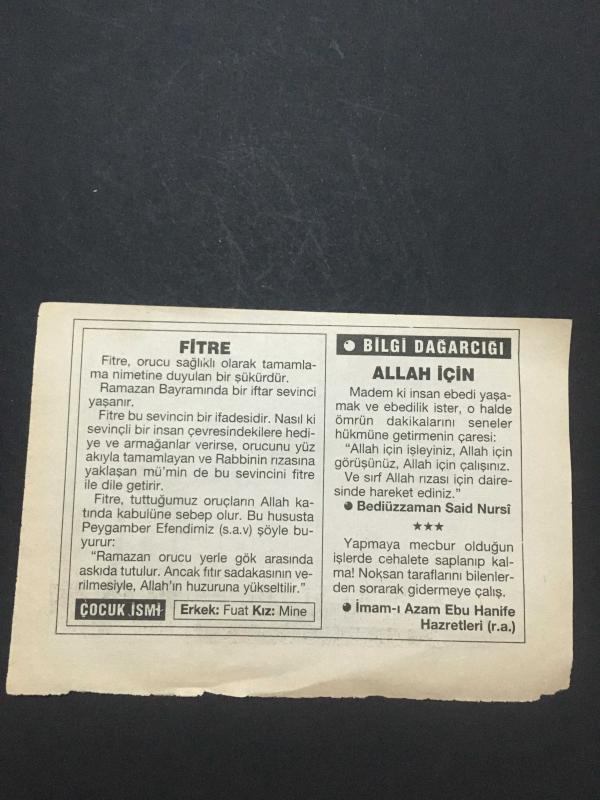 FİTRE
Fitre, orucu sağlıklı olarak tamamla-
ma nimetine duyulan bir şükürdür.
Ramazan Bayramında bir iftar sevinci
yaşanır.
Fitre bu sevincin bir ifadesidir. Nasıl ki
sevinçli bir insan çevresindekilere hedi-
ye ve armağanlar verirse, orucunu yüz
akıyla tamamlayan ve Rabbinin rızasına
yaklaşan mü'min de bu sevincini fitre
ile dile getirir.
Fitre, tuttuğumuz oruçların Allah ka-
tında kabulüne sebep olur. Bu hususta
Peygamber Efendimiz (s.a.v) şöyle bu-
yurur:
"Ramazan orucu yerle gök arasında
askıda tutulur. Ancak fıtır sadakasının ve-
rilmesiyle, Allah'ın huzuruna yükseltilir."
ÇOCUK İSMİ Erkek: Fuat Kız: Mine
BİLGİ DAĞARCIĞI
ALLAH İÇİN
Madem ki insan ebedi yaşa-
mak ve ebedilik ister, o halde
ömrün dakikalarını seneler
hükmüne getirmenin çaresi:
"Allah için işleyiniz, Allah için
görüşünüz, Allah için çalışınız.
Ve sırf Allah rızası için daire-
sinde hareket ediniz."
Bediüzzaman Said Nursî
★★★
Yapmaya mecbur olduğun
işlerde cehalete saplanıp kal-
ma! Noksan taraflarını bilenler-
den sorarak gidermeye çalış.
İmam-ı Azam Ebu Hanife
Hazretleri (r.a.)